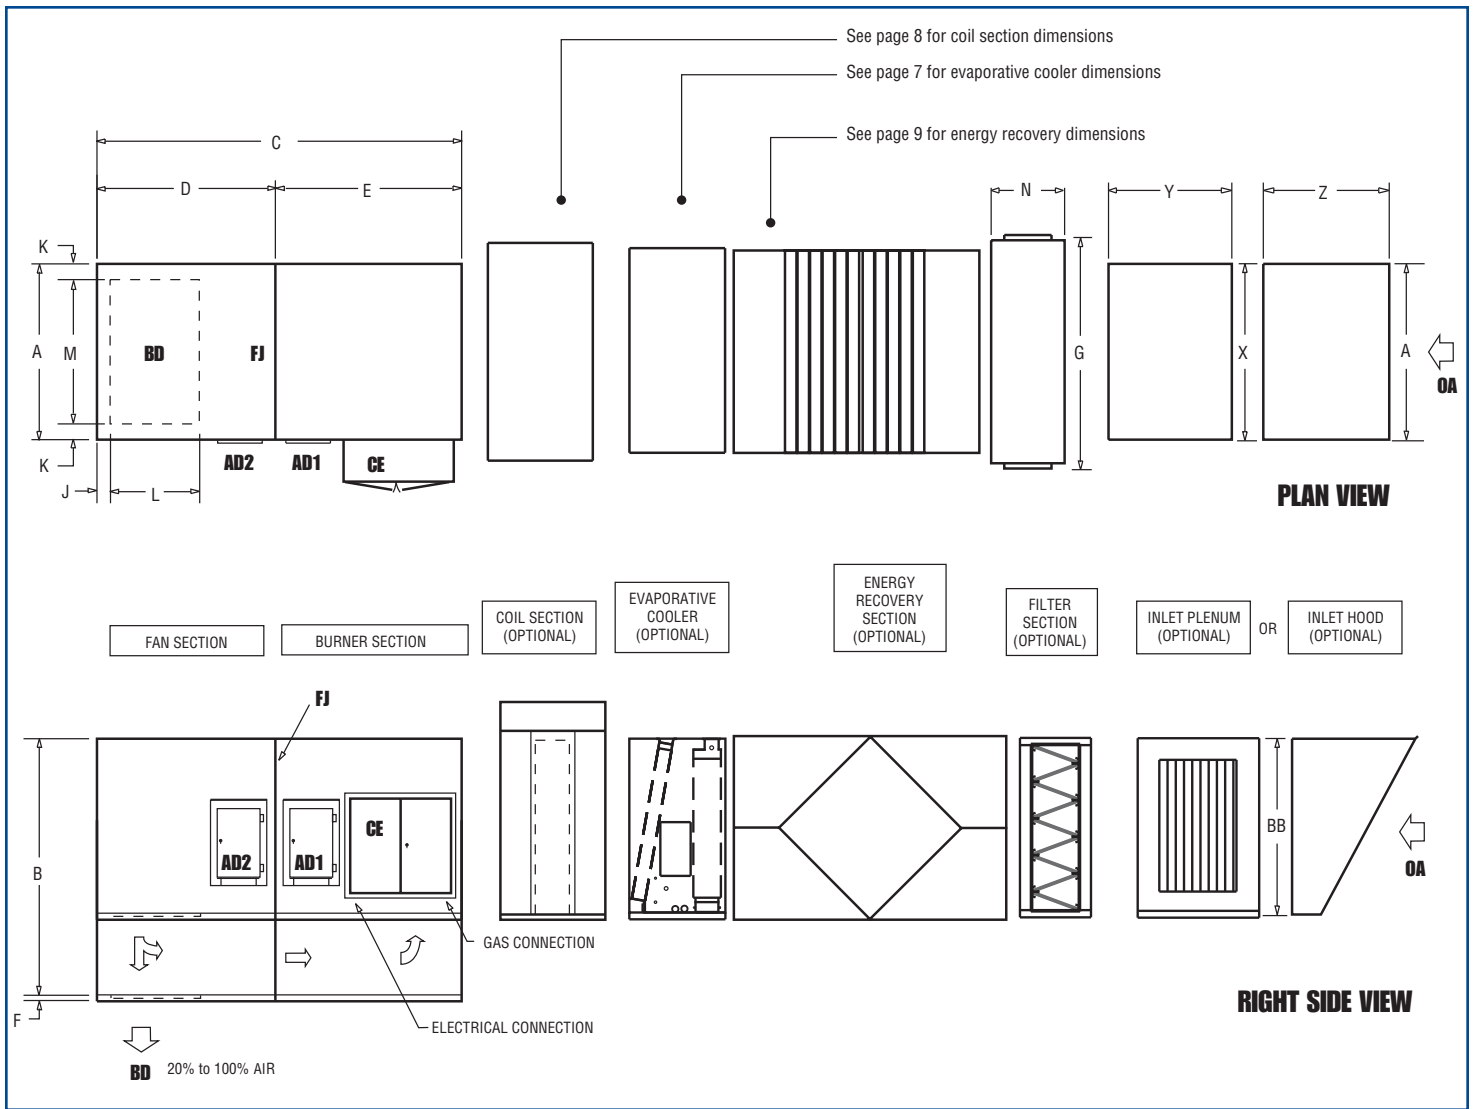 See page 8 for coil section dimensions
See page 7 for evaporative cooler dimensions
See page 9 for energy recovery dimensions
C
D
E
N
Y
Z
K
A
M
BD
FJ
G
X
A
OA
K
AD2
AD1
CE
J
L
PLAN VIEW
FAN SECTION
BURNER SECTION
COIL SECTION
(OPTIONAL)
EVAPORATIVE
COOLER
(OPTIONAL)
ENERGY
RECOVERY
SECTION
(OPTIONAL)
FILTER
SECTION
(OPTIONAL)
INLET PLENUM
(OPTIONAL)
OR
INLET HOOD
(OPTIONAL)
FJ
B
AD2
AD1
CE
BB
OA
GAS CONNECTION
F
ELECTRICAL CONNECTION
RIGHT SIDE VIEW
BD 20% to 100% AIR